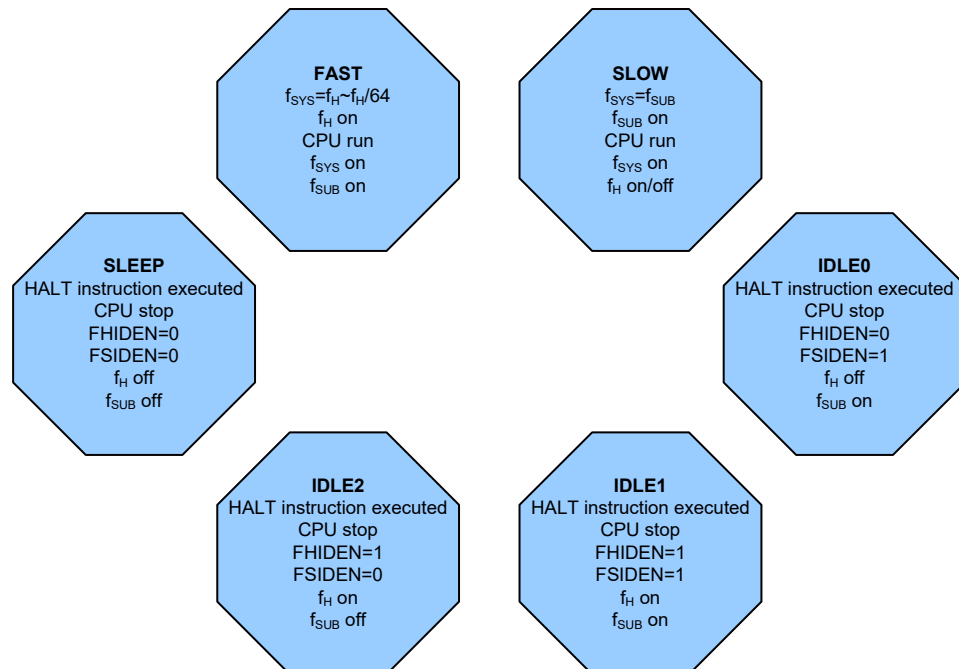 FAST
fSYS=fH~fH/64
fH on
CPU run
fSYS on
fSUB on
SLOW
fSYS=fSUB
fSUB on
CPU run
fSYS on
fH on/off
SLEEP
HALT instruction executed
CPU stop
FHIDEN=0
FSIDEN=0
fH off
fSUB off
IDLE0
HALT instruction executed
CPU stop
FHIDEN=0
FSIDEN=1
fH off
fSUB on
IDLE2
HALT instruction executed
CPU stop
FHIDEN=1
FSIDEN=0
fH on
fSUB off
IDLE1
HALT instruction executed
CPU stop
FHIDEN=1
FSIDEN=1
fH on
fSUB on